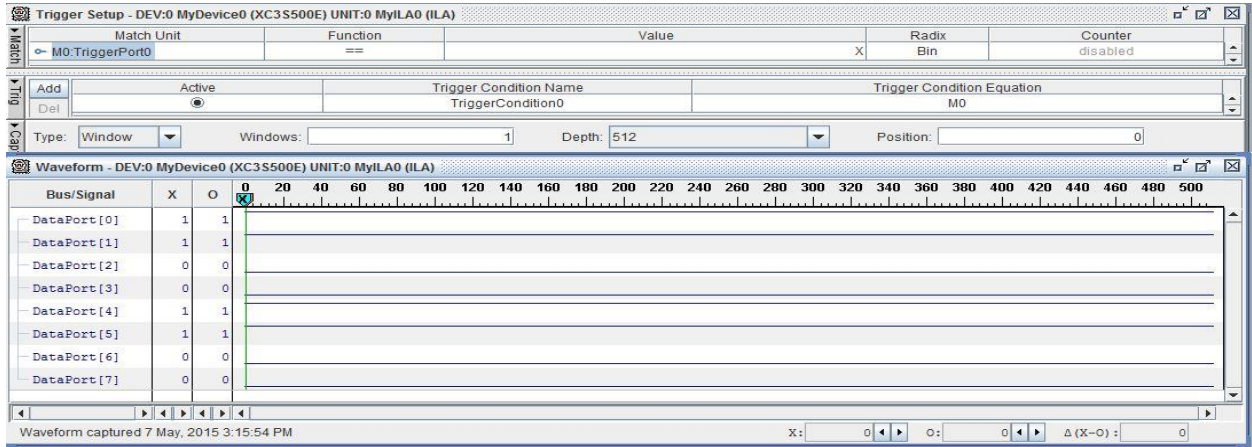 Trigger Setup - DEV:0 MyDevice0 (XC3S500E) UNIT:0 MyILA0 (ILA)
Match
Match Unit Function Value Radix Counter
M0:TriggerPort0 == X Bin disabled
Trig
Add Active Trigger Condition Name Trigger Condition Equation
Del TriggerCondition0 M0
Cap
Type: Window Windows: 1 Depth: 512 Position: 0
Waveform - DEV:0 MyDevice0 (XC3S500E) UNIT:0 MyILA0 (ILA)
Bus/Signal X O 0 20 40 60 80 100 120 140 160 180 200 220 240 260 280 300 320 340 360 380 400 420 440 460 480 500
X
DataPort[0] 1 1
DataPort[1] 1 1
DataPort[2] 0 0
DataPort[3] 0 0
DataPort[4] 1 1
DataPort[5] 1 1
DataPort[6] 0 0
DataPort[7] 0 0
Waveform captured 7 May, 2015 3:15:54 PM X: 0 O: 0 Δ(X-O): 0